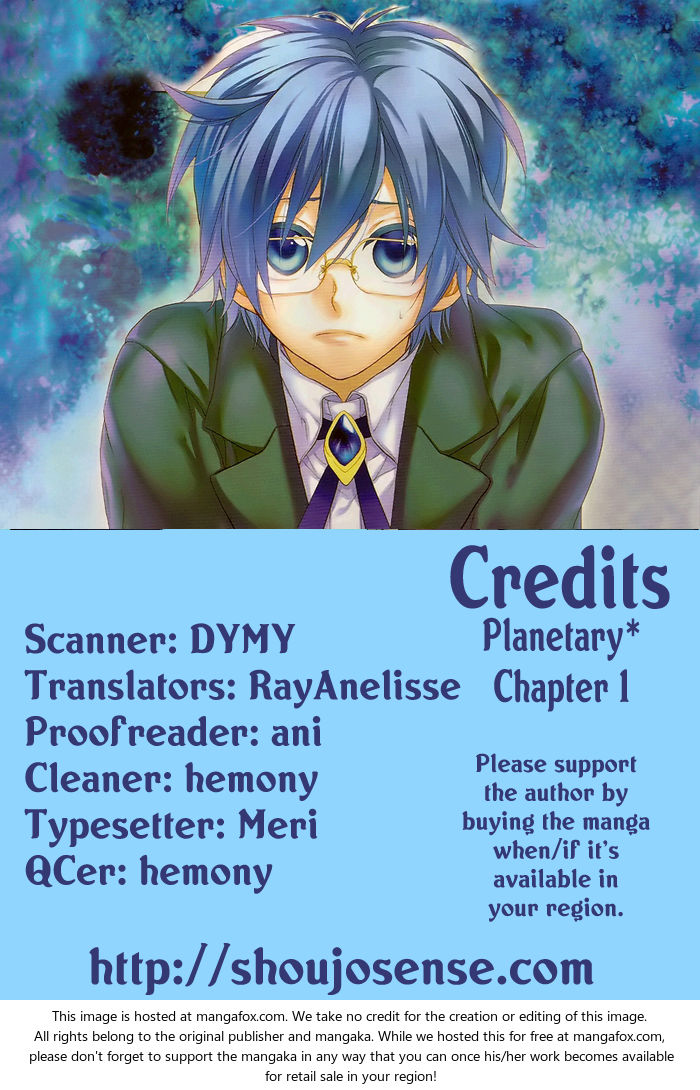 Credits
Planetary*
Chapter 1
Scanner: DYMY
Translators: RayAnelisse
Proofreader: ani
Cleaner: hemony
Typesetter: Meri
QCer: hemony
Please support
the author by
buying the manga
when/if it's
available in
your region.
http://shoujosense.com
This image is hosted at mangafox.com. We take no credit for the creation or editing of this image.
All rights belong to the original publisher and mangaka. While we hosted this for free at mangafox.com,
please don't forget to support the mangaka in any way that you can once his/her work becomes available
for retail sale in your region!